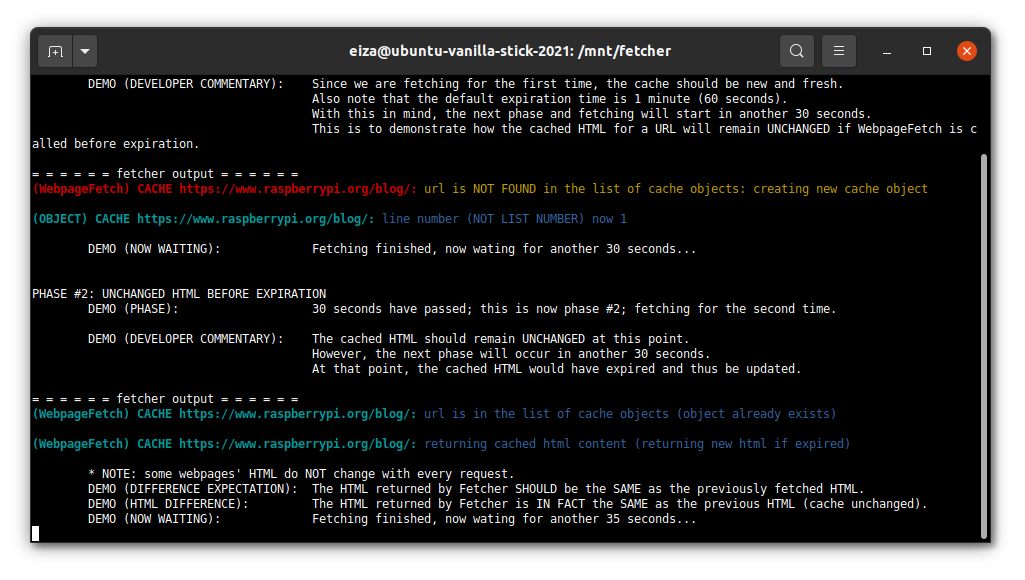 eiza@ubuntu-vanilla-stick-2021: /mnt/fetcher
DEMO (DEVELOPER COMMENTARY): Since we are fetching for the first time, the cache should be new and fresh.
Also note that the default expiration time is 1 minute (60 seconds).
With this in mind, the next phase and fetching will start in another 30 seconds.
This is to demonstrate how the cached HTML for a URL will remain UNCHANGED if WebpageFetch is c
alled before expiration.
= = = = = = fetcher output = = = = = =
(WebpageFetch) CACHE https://www.raspberrypi.org/blog/: url is NOT FOUND in the list of cache objects: creating new cache object
(OBJECT) CACHE https://www.raspberrypi.org/blog/: line number (NOT LIST NUMBER) now 1
DEMO (NOW WAITING): Fetching finished, now wating for another 30 seconds...
PHASE #2: UNCHANGED HTML BEFORE EXPIRATION
DEMO (PHASE): 30 seconds have passed; this is now phase #2; fetching for the second time.
DEMO (DEVELOPER COMMENTARY): The cached HTML should remain UNCHANGED at this point.
However, the next phase will occur in another 30 seconds.
At that point, the cached HTML would have expired and thus be updated.
= = = = = = fetcher output = = = = = =
(WebpageFetch) CACHE https://www.raspberrypi.org/blog/: url is in the list of cache objects (object already exists)
(WebpageFetch) CACHE https://www.raspberrypi.org/blog/: returning cached html content (returning new html if expired)
* NOTE: some webpages' HTML do NOT change with every request.
DEMO (DIFFERENCE EXPECTATION): The HTML returned by Fetcher SHOULD be the SAME as the previously fetched HTML.
DEMO (HTML DIFFERENCE): The HTML returned by Fetcher is IN FACT the SAME as the previous HTML (cache unchanged).
DEMO (NOW WAITING): Fetching finished, now wating for another 35 seconds...